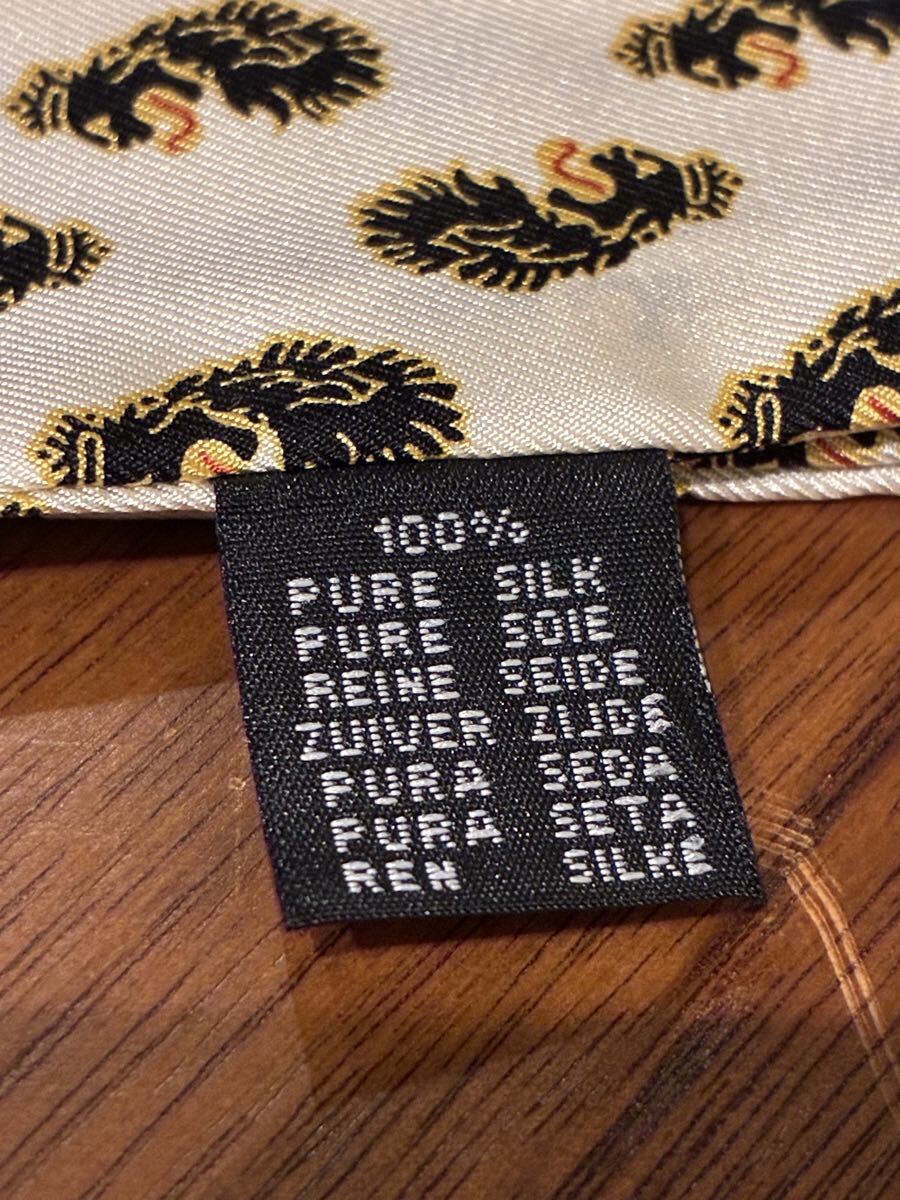 100%
PURE SILK
PURE SOIE
REINE SEIDE
ZUIVER ZIJDE
PURA SEDA
PURA SETA
REN SILKE